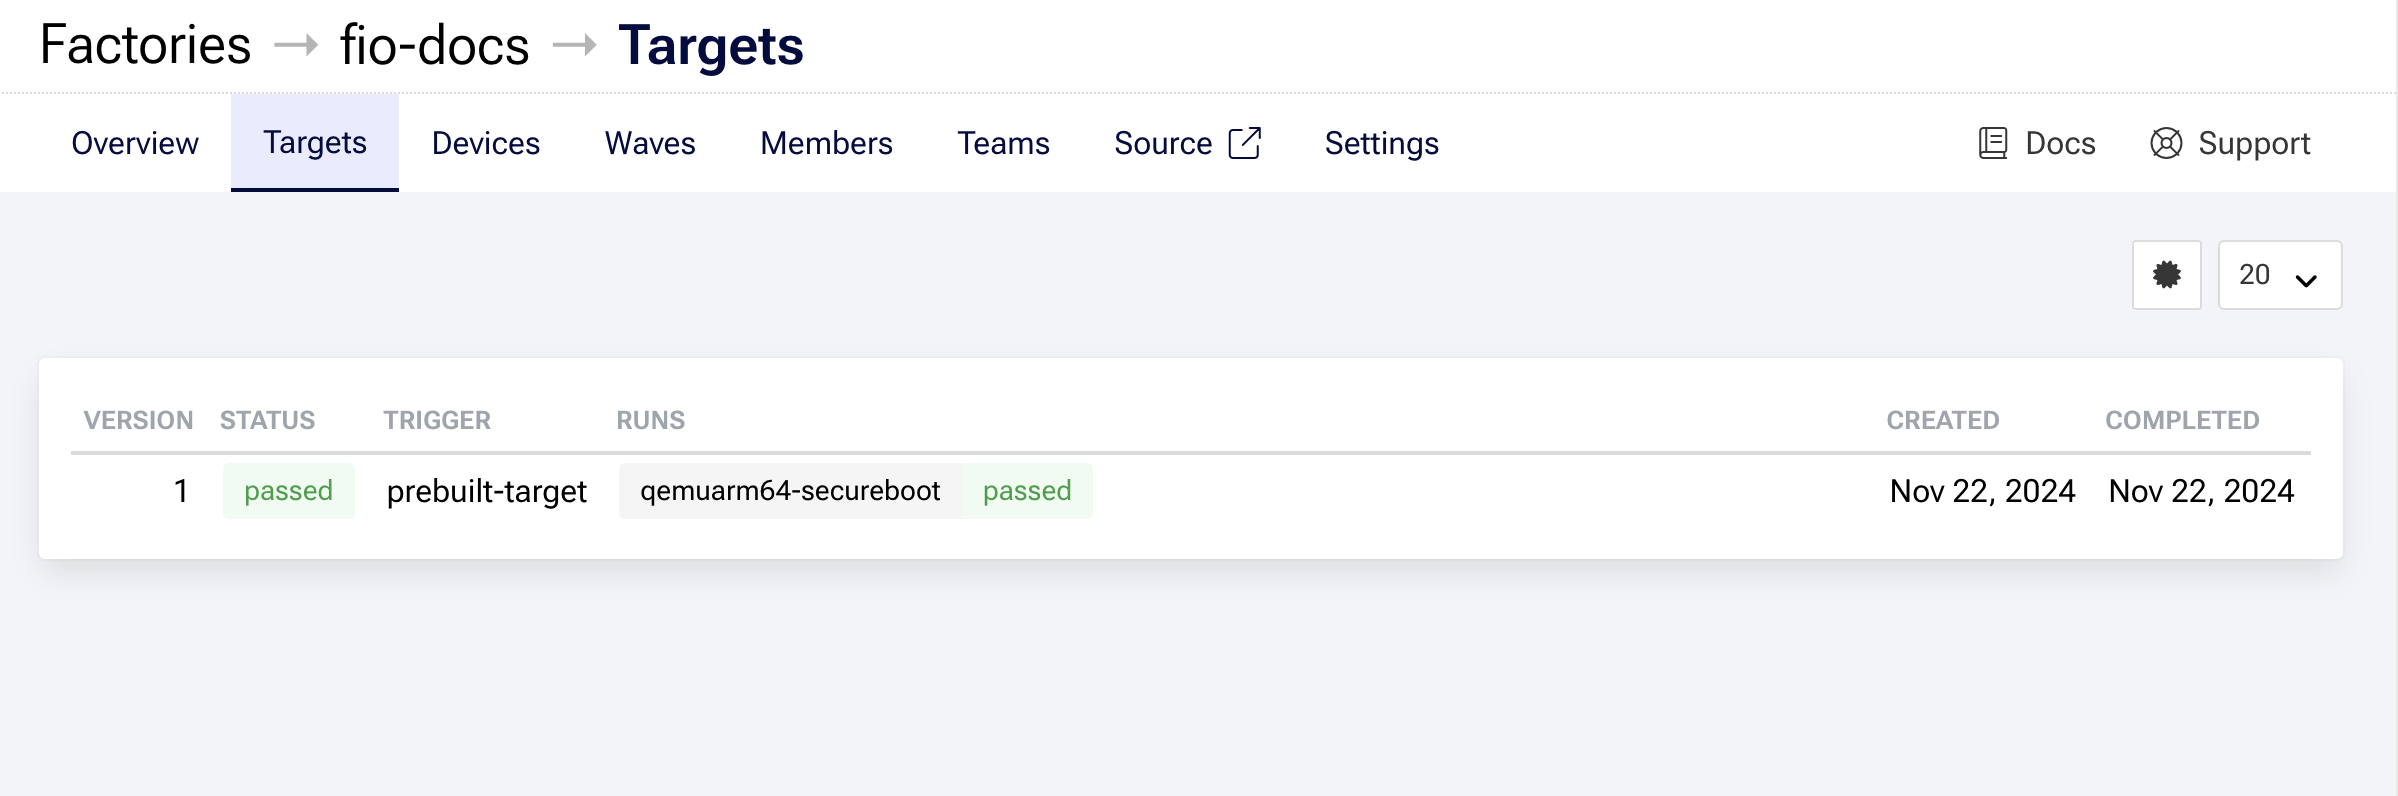 Factories → fio-docs → Targets
Overview Targets Devices Waves Members Teams Source Settings Docs Support
20
VERSION STATUS TRIGGER RUNS CREATED COMPLETED
1 passed prebuilt-target qemuarm64-secureboot passed Nov 22, 2024 Nov 22, 2024